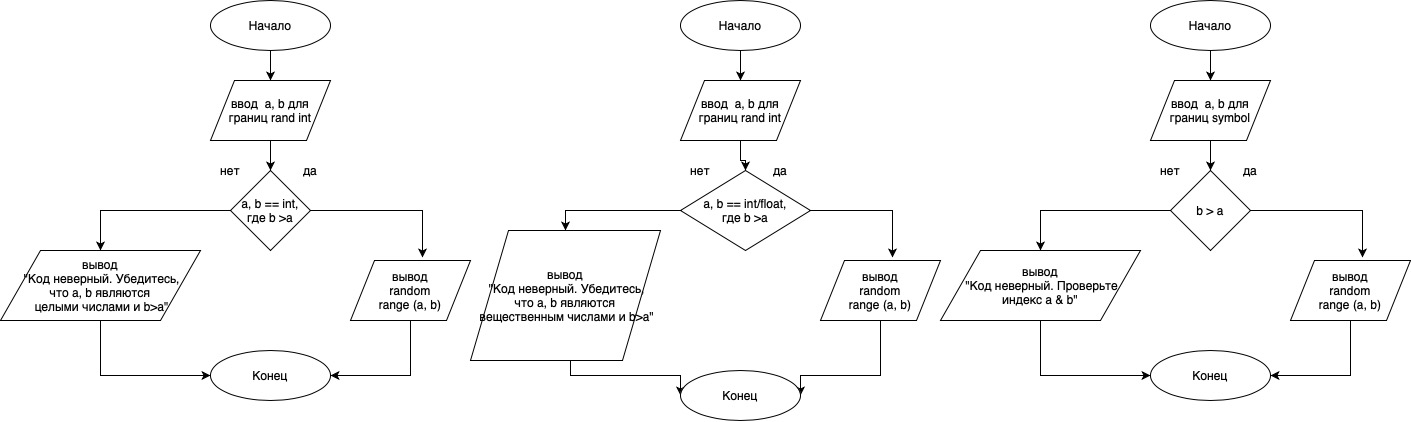 Начало
ввод a, b для
границ rand int
нет
да
a, b == int,
где b >a
вывод
"Код неверный. Убедитесь,
что a, b являются
целыми числами и b>a"
вывод
random
range (a, b)
Конец
Начало
ввод a, b для
границ rand int
нет
да
a, b == int/float,
где b >a
вывод
"Код неверный. Убедитесь
что a, b являются
вещественным числами и b>a"
вывод
random
range (a, b)
Конец
Начало
ввод a, b для
границ symbol
нет
да
b > a
вывод
"Код неверный. Проверьте
индекс a & b"
вывод
random
range (a, b)
Конец